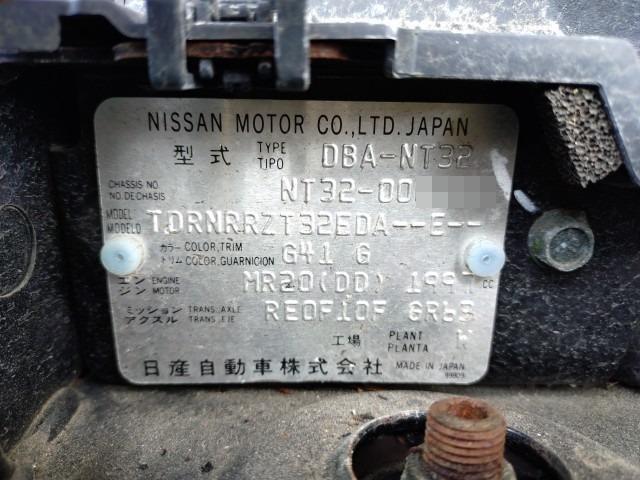 NISSAN MOTOR CO.,LTD. JAPAN
型式 TYPE TIPO DBA-NT32
CHASSIS NO. NO. DE CHASIS NT32-00
MODEL MODELO TDRNRRZT32EDA--E--
カラー COLOR,TRIM トリム COLOR,GUARNICION G41 G
エンジン ENGINE MOTOR MR20(DD) 1997 CC
ミッション アクスル TRANS.AXLE TRANS.EJE RE0F10F GR63
工場 PLANT PLANTA W
日産自動車株式会社 MADE IN JAPAN